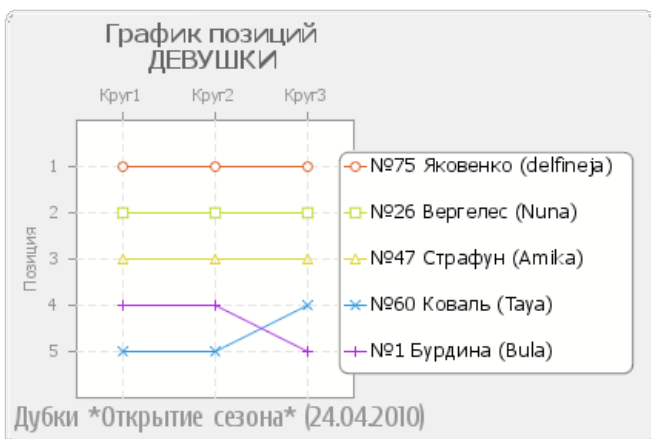 График позиций
ДЕВУШКИ
Круг1 Круг2 Круг3
Позиция
1
2
3
4
5
№75 Яковенко (delfineja)
№26 Вергелес (Nuna)
№47 Страфун (Amika)
№60 Коваль (Taya)
№1 Бурдина (Bula)
Дубки *Открытие сезона* (24.04.2010)